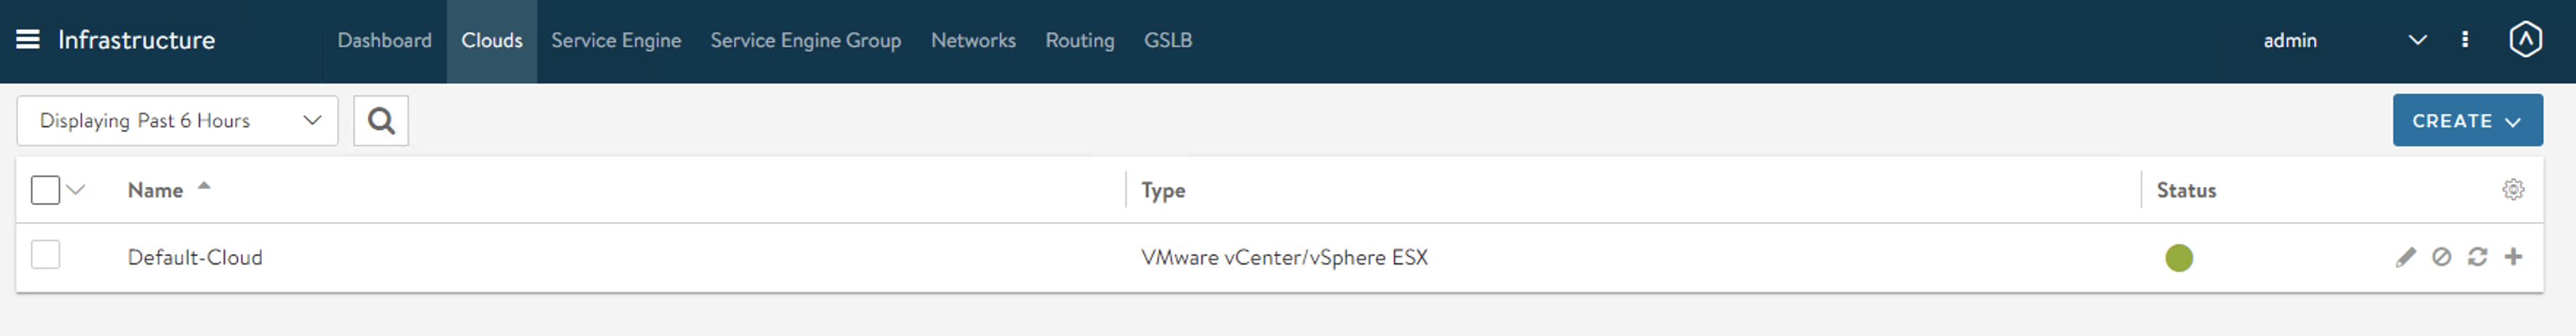 Infrastructure Dashboard Clouds Service Engine Service Engine Group Networks Routing GSLB admin
Displaying Past 6 Hours CREATE
Name Type Status
Default-Cloud VMware vCenter/vSphere ESX